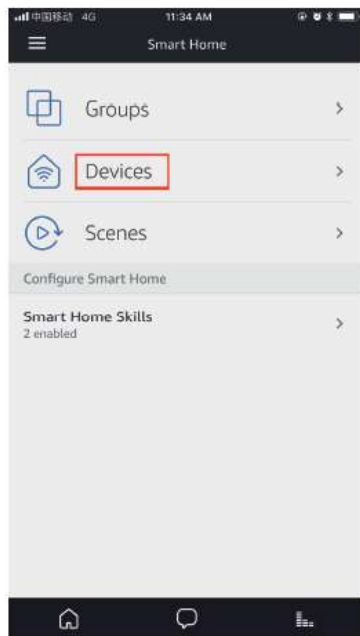 中国移动 4G 11:34 AM
Smart Home
Groups
Devices
Scenes
Configure Smart Home
Smart Home Skills
2 enabled